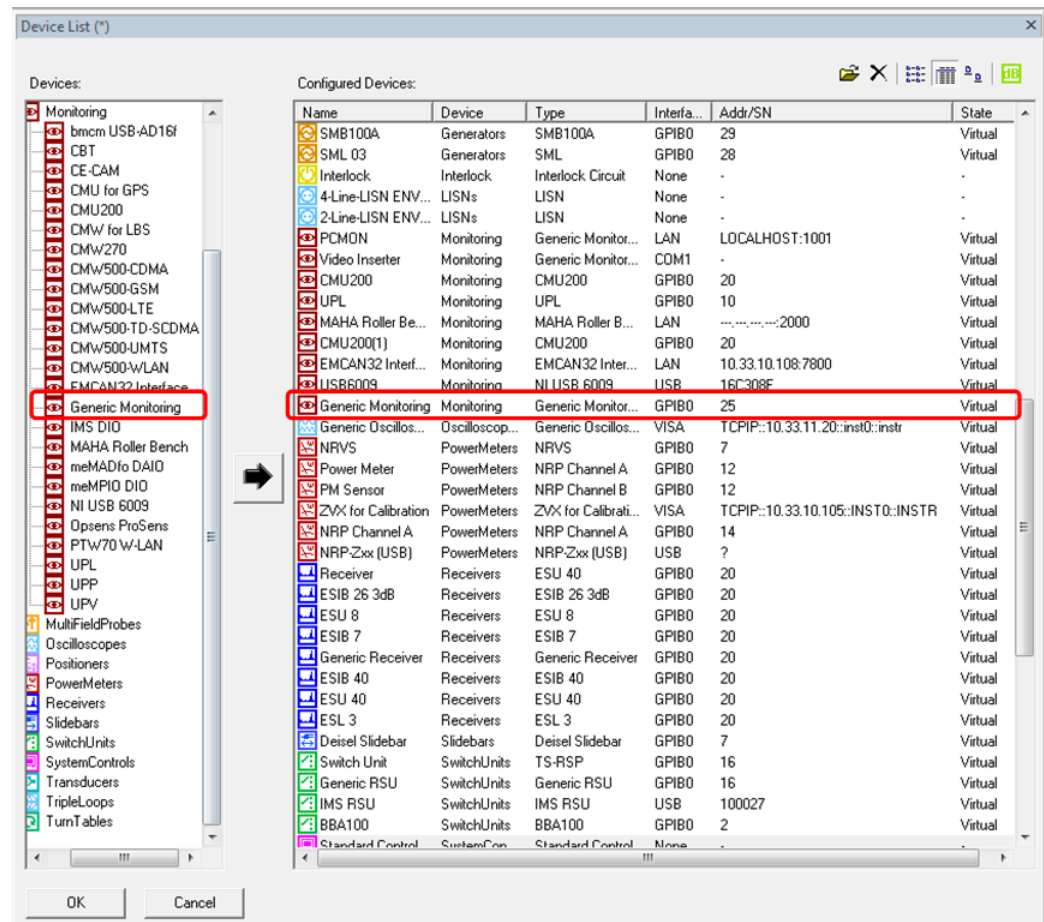 Device List (*)
Devices:
Configured Devices:
Monitoring
bmcm USB-AD16f
CBT
CE-CAM
CMU for GPS
CMU200
CMW for LBS
CMW270
CMW500-CDMA
CMW500-GSM
CMW500-LTE
CMW500-TD-SCDMA
CMW500-UMTS
CMW500-WLAN
EMCAN32 Interface
Generic Monitoring
IMS DIO
MAHA Roller Bench
meMADfo DAIO
meMPIO DIO
NI USB 6009
Opsens ProSens
PTW70 W-LAN
UPL
UPP
UPV
MultiFieldProbes
Oscilloscopes
Positioners
PowerMeters
Receivers
Slidebars
SwitchUnits
SystemControls
Transducers
TripleLoops
TurnTables
Name Device Type Interfa... Addr/SN State
SMB100A Generators SMB100A GPIB0 29 Virtual
SML 03 Generators SML GPIB0 28 Virtual
Interlock Interlock Interlock Circuit None - -
4-Line-LISN ENV... LISNs LISN None - -
2-Line-LISN ENV... LISNs LISN None - -
PCMON Monitoring Generic Monitor... LAN LOCALHOST:1001 Virtual
Video Inserter Monitoring Generic Monitor... COM1 - Virtual
CMU200 Monitoring CMU200 GPIB0 20 Virtual
UPL Monitoring UPL GPIB0 10 Virtual
MAHA Roller Be... Monitoring MAHA Roller B... LAN ---.---.---.---:2000 Virtual
CMU200(1) Monitoring CMU200 GPIB0 20 Virtual
EMCAN32 Interf... Monitoring EMCAN32 Inter... LAN 10.33.10.108:7800 Virtual
USB6009 Monitoring NI USB 6009 USB 16C308F Virtual
Generic Monitoring Monitoring Generic Monitor... GPIB0 25 Virtual
Generic Oscillos... Oscilloscop... Generic Oscillos... VISA TCPIP::10.33.11.20::inst0::instr Virtual
NRVS PowerMeters NRVS GPIB0 7 Virtual
Power Meter PowerMeters NRP Channel A GPIB0 12 Virtual
PM Sensor PowerMeters NRP Channel B GPIB0 12 Virtual
ZVX for Calibration PowerMeters ZVX for Calibrati... VISA TCPIP::10.33.10.105::INST0::INSTR Virtual
NRP Channel A PowerMeters NRP Channel A GPIB0 14 Virtual
NRP-Zxx (USB) PowerMeters NRP-Zxx (USB) USB ? Virtual
Receiver Receivers ESU 40 GPIB0 20 Virtual
ESIB 26 3dB Receivers ESIB 26 3dB GPIB0 20 Virtual
ESU 8 Receivers ESU 8 GPIB0 20 Virtual
ESIB 7 Receivers ESIB 7 GPIB0 20 Virtual
Generic Receiver Receivers Generic Receiver GPIB0 20 Virtual
ESIB 40 Receivers ESIB 40 GPIB0 20 Virtual
ESU 40 Receivers ESU 40 GPIB0 20 Virtual
ESL 3 Receivers ESL 3 GPIB0 20 Virtual
Deisel Slidebar Slidebars Deisel Slidebar GPIB0 7 Virtual
Switch Unit SwitchUnits TS-RSP GPIB0 16 Virtual
Generic RSU SwitchUnits Generic RSU GPIB0 16 Virtual
IMS RSU SwitchUnits IMS RSU USB 100027 Virtual
BBA100 SwitchUnits BBA100 GPIB0 2 Virtual
Standard Control SystemCon... Standard Control None - -
OK Cancel